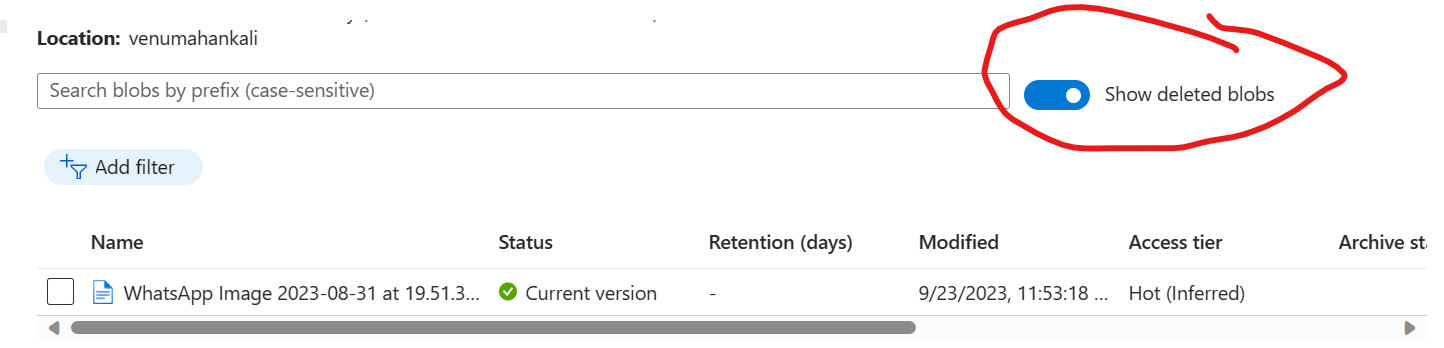 Location: venumahankali
Search blobs by prefix (case-sensitive)
Show deleted blobs
Add filter
Name Status Retention (days) Modified Access tier Archive sta
WhatsApp Image 2023-08-31 at 19.51.3... Current version - 9/23/2023, 11:53:18 ... Hot (Inferred)